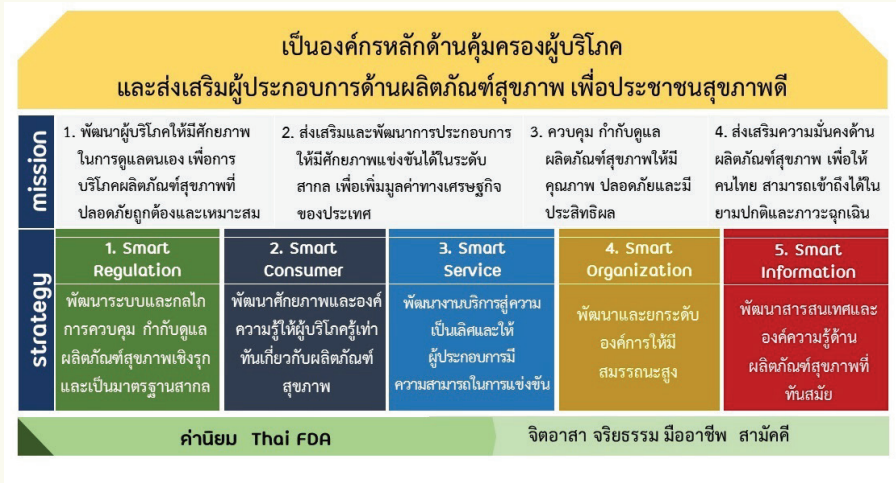 เป็นองค์กรหลักด้านคุ้มครองผู้บริโภค
และส่งเสริมผู้ประกอบการด้านผลิตภัณฑ์สุขภาพ เพื่อประชาชนสุขภาพดี
mission
1. พัฒนาผู้บริโภคให้มีศักยภาพ
ในการดูแลตนเอง เพื่อการ
บริโภคผลิตภัณฑ์สุขภาพที่
ปลอดภัยถูกต้องและเหมาะสม
2. ส่งเสริมและพัฒนาการประกอบการ
ให้มีศักยภาพแข่งขันได้ในระดับ
สากล เพื่อเพิ่มมูลค่าทางเศรษฐกิจ
ของประเทศ
3. ควบคุม กำกับดูแล
ผลิตภัณฑ์สุขภาพให้มี
คุณภาพ ปลอดภัยและมี
ประสิทธิผล
4. ส่งเสริมความมั่นคงด้าน
ผลิตภัณฑ์สุขภาพ เพื่อให้
คนไทย สามารถเข้าถึงได้ใน
ยามปกติและภาวะฉุกเฉิน
strategy
1. Smart
Regulation
พัฒนาระบบและกลไก
การควบคุม กำกับดูแล
ผลิตภัณฑ์สุขภาพเชิงรุก
และเป็นมาตรฐานสากล
2. Smart
Consumer
พัฒนาศักยภาพและองค์
ความรู้ให้ผู้บริโภครู้เท่า
ทันเกี่ยวกับผลิตภัณฑ์
สุขภาพ
3. Smart
Service
พัฒนางานบริการสู่ความ
เป็นเลิศและให้
ผู้ประกอบการมี
ความสามารถในการแข่งขัน
4. Smart
Organization
พัฒนาและยกระดับ
องค์การให้มี
สมรรถนะสูง
5. Smart
Information
พัฒนาสารสนเทศและ
องค์ความรู้ด้าน
ผลิตภัณฑ์สุขภาพที่
ทันสมัย
ค่านิยม Thai FDA
จิตอาสา จริยธรรม มืออาชีพ สามัคคี